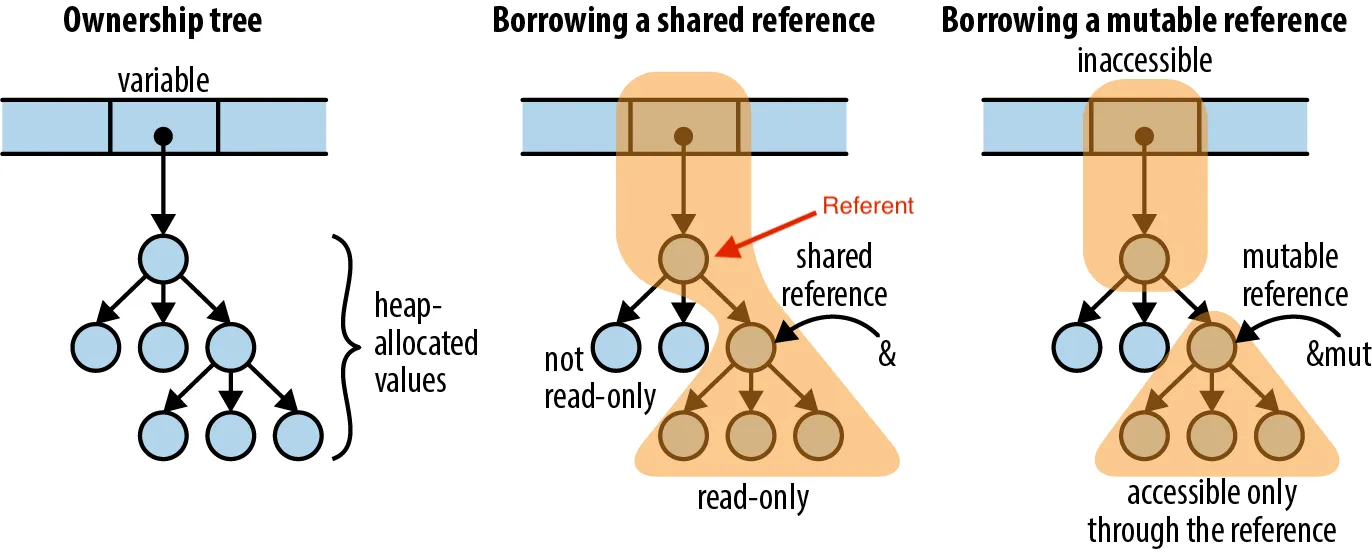 Ownership tree
variable
heap-
allocated
values
Borrowing a shared reference
Referent
shared
reference
&
not
read-only
read-only
Borrowing a mutable reference
inaccessible
mutable
reference
&mut
accessible only
through the reference